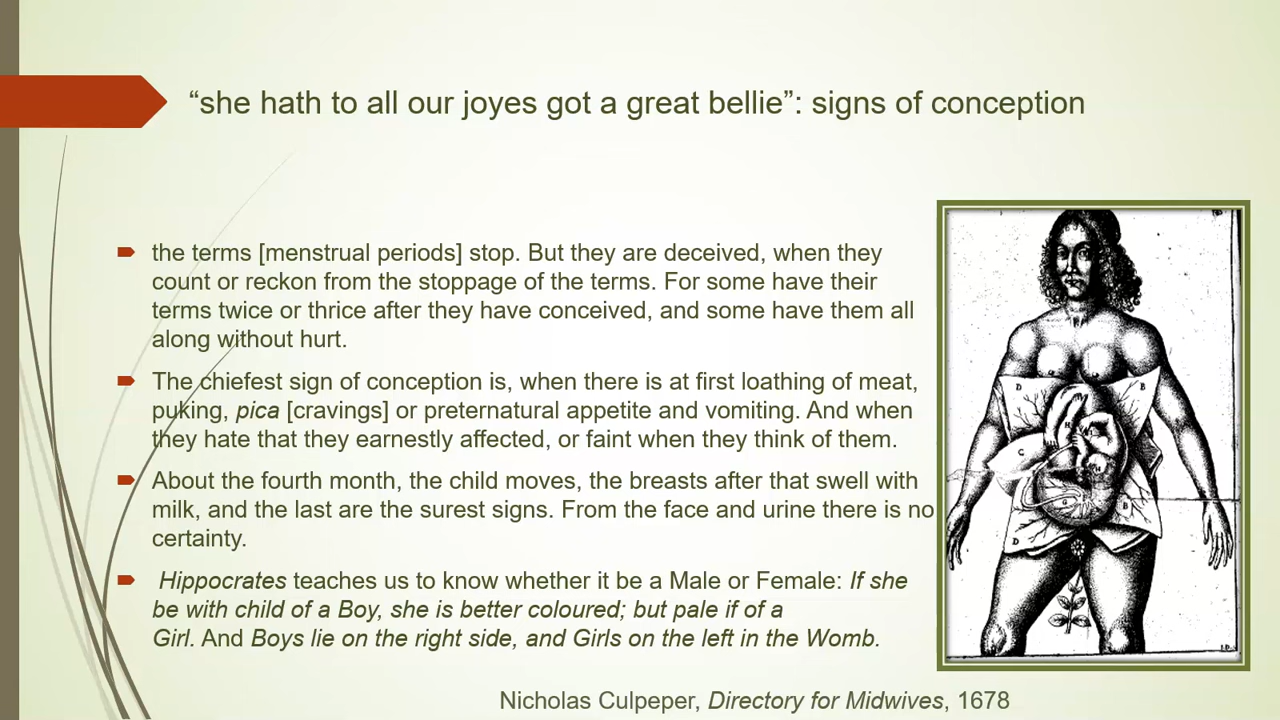 “she hath to all our joyes got a great bellie”: signs of conception
the terms [menstrual periods] stop. But they are deceived, when they
count or reckon from the stoppage of the terms. For some have their
terms twice or thrice after they have conceived, and some have them all
along without hurt.
The chiefest sign of conception is, when there is at first loathing of meat,
puking, pica [cravings] or preternatural appetite and vomiting. And when
they hate that they earnestly affected, or faint when they think of them.
About the fourth month, the child moves, the breasts after that swell with
milk, and the last are the surest signs. From the face and urine there is no
certainty.
Hippocrates teaches us to know whether it be a Male or Female: If she
be with child of a Boy, she is better coloured; but pale if of a
Girl. And Boys lie on the right side, and Girls on the left in the Womb.
D
B
C
B
D
Nicholas Culpeper, Directory for Midwives, 1678